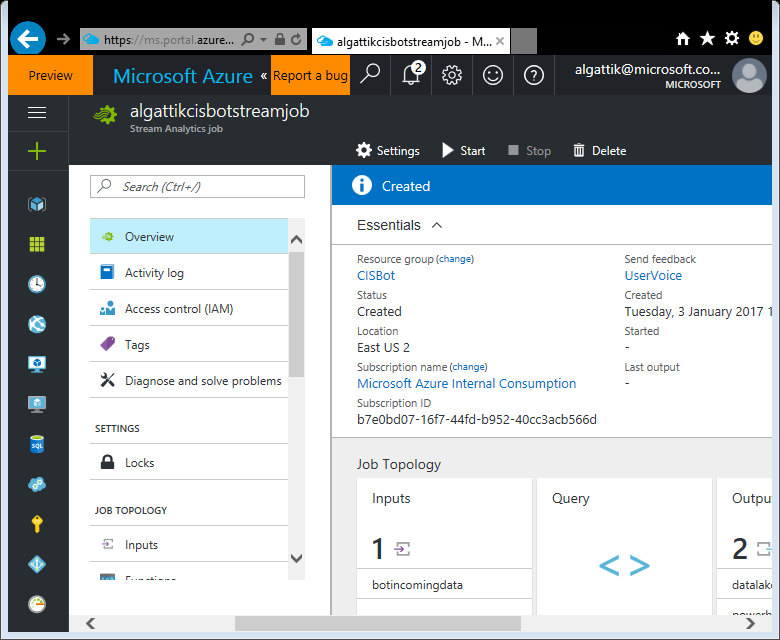 https://ms.portal.azure...
algattikcisbotstreamjob - M...
Preview
Microsoft Azure «
Report a bug
2
algattik@microsoft.co...
MICROSOFT
algattikcisbotstreamjob
Stream Analytics job
Settings
Start
Stop
Delete
Search (Ctrl+/)
Overview
Activity log
Access control (IAM)
Tags
Diagnose and solve problems
SETTINGS
Locks
JOB TOPOLOGY
Inputs
Functions
SQL
Created
Essentials
Resource group (change)
CISBot
Status
Created
Location
East US 2
Subscription name (change)
Microsoft Azure Internal Consumption
Subscription ID
b7e0bd07-16f7-44fd-b952-40cc3acb566d
Send feedback
UserVoice
Created
Tuesday, 3 January 2017 1
Started
-
Last output
-
Job Topology
Inputs
1
botincomingdata
Query
< >
Outpu
2
datalak
powerb